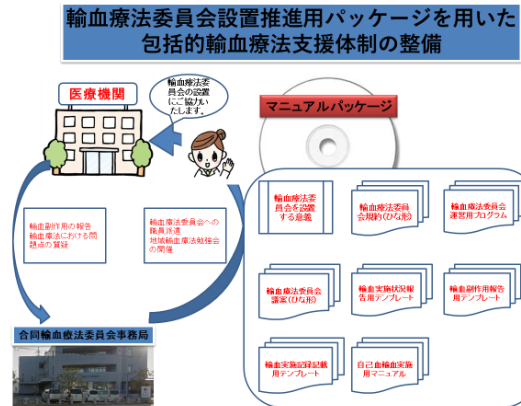 輸血療法委員会設置推進用パッケージを用いた
包括的輸血療法支援体制の整備
医療機関
輸血療法委
員会の設置
にご協力い
たします。
マニュアルパッケージ
輸血副作用の報告
輸血療法における問
題点の質疑
輸血療法委員会への
職員派遣
地域輸血療法勉強会
の開催
合同輸血療法委員会事務局
輸血療法委
員会を設置
する意義
輸血療法委員
会規約(ひな形)
輸血療法委員会
運営用プログラム
輸血療法委員会
議案(ひな形)
輸血実施状況報
告用テンプレート
輸血副作用報告
用テンプレート
輸血実施記録記載
用テンプレート
自己血輸血実施
用マニュアル